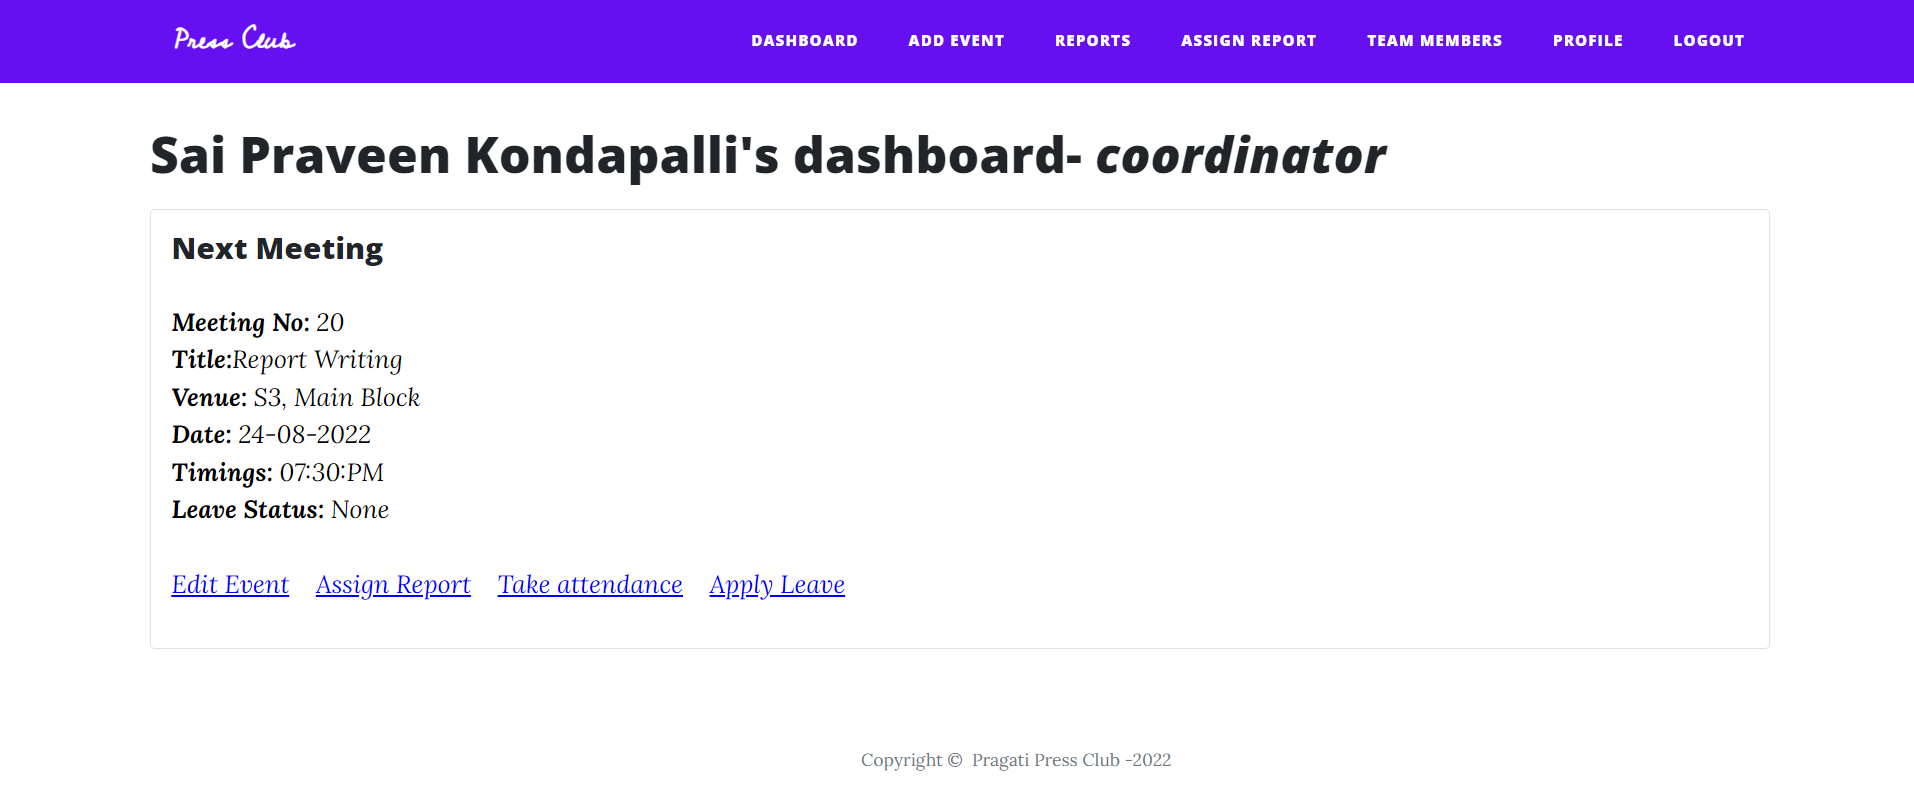 Press Club DASHBOARD ADD EVENT REPORTS ASSIGN REPORT TEAM MEMBERS PROFILE LOGOUT
Sai Praveen Kondapalli's dashboard- coordinator
Next Meeting
Meeting No: 20
Title:Report Writing
Venue: S3, Main Block
Date: 24-08-2022
Timings: 07:30:PM
Leave Status: None
Edit Event Assign Report Take attendance Apply Leave
Copyright © Pragati Press Club -2022